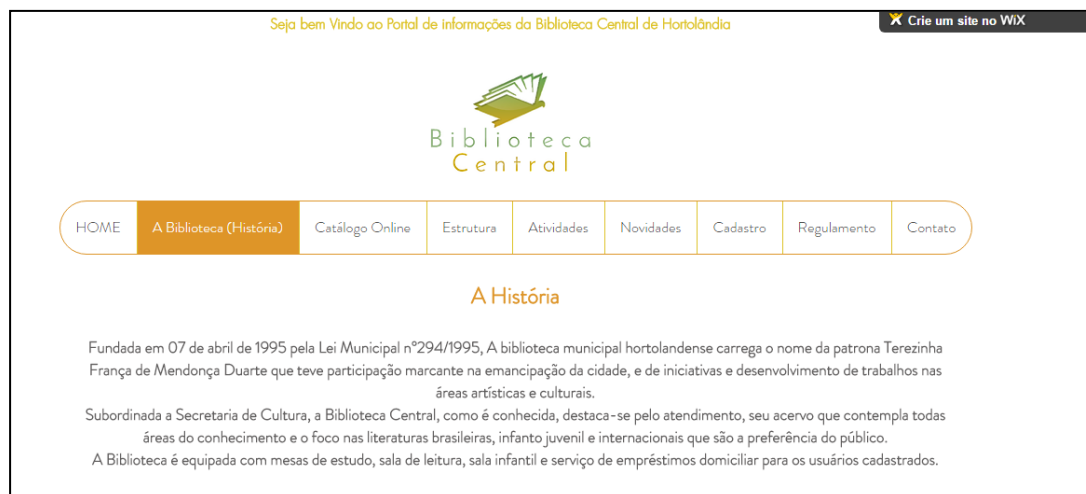 Seja bem Vindo ao Portal de informações da Biblioteca Central de Hortolândia
Crie um site no WiX
Biblioteca
Central
HOME A Biblioteca (História) Catálogo Online Estrutura Atividades Novidades Cadastro Regulamento Contato
A História
Fundada em 07 de abril de 1995 pela Lei Municipal n°294/1995, A biblioteca municipal hortolandense carrega o nome da patrona Terezinha
França de Mendonça Duarte que teve participação marcante na emancipação da cidade, e de iniciativas e desenvolvimento de trabalhos nas
áreas artísticas e culturais.
Subordinada a Secretaria de Cultura, a Biblioteca Central, como é conhecida, destaca-se pelo atendimento, seu acervo que contempla todas
áreas do conhecimento e o foco nas literaturas brasileiras, infanto juvenil e internacionais que são a preferência do público.
A Biblioteca é equipada com mesas de estudo, sala de leitura, sala infantil e serviço de empréstimos domiciliar para os usuários cadastrados.